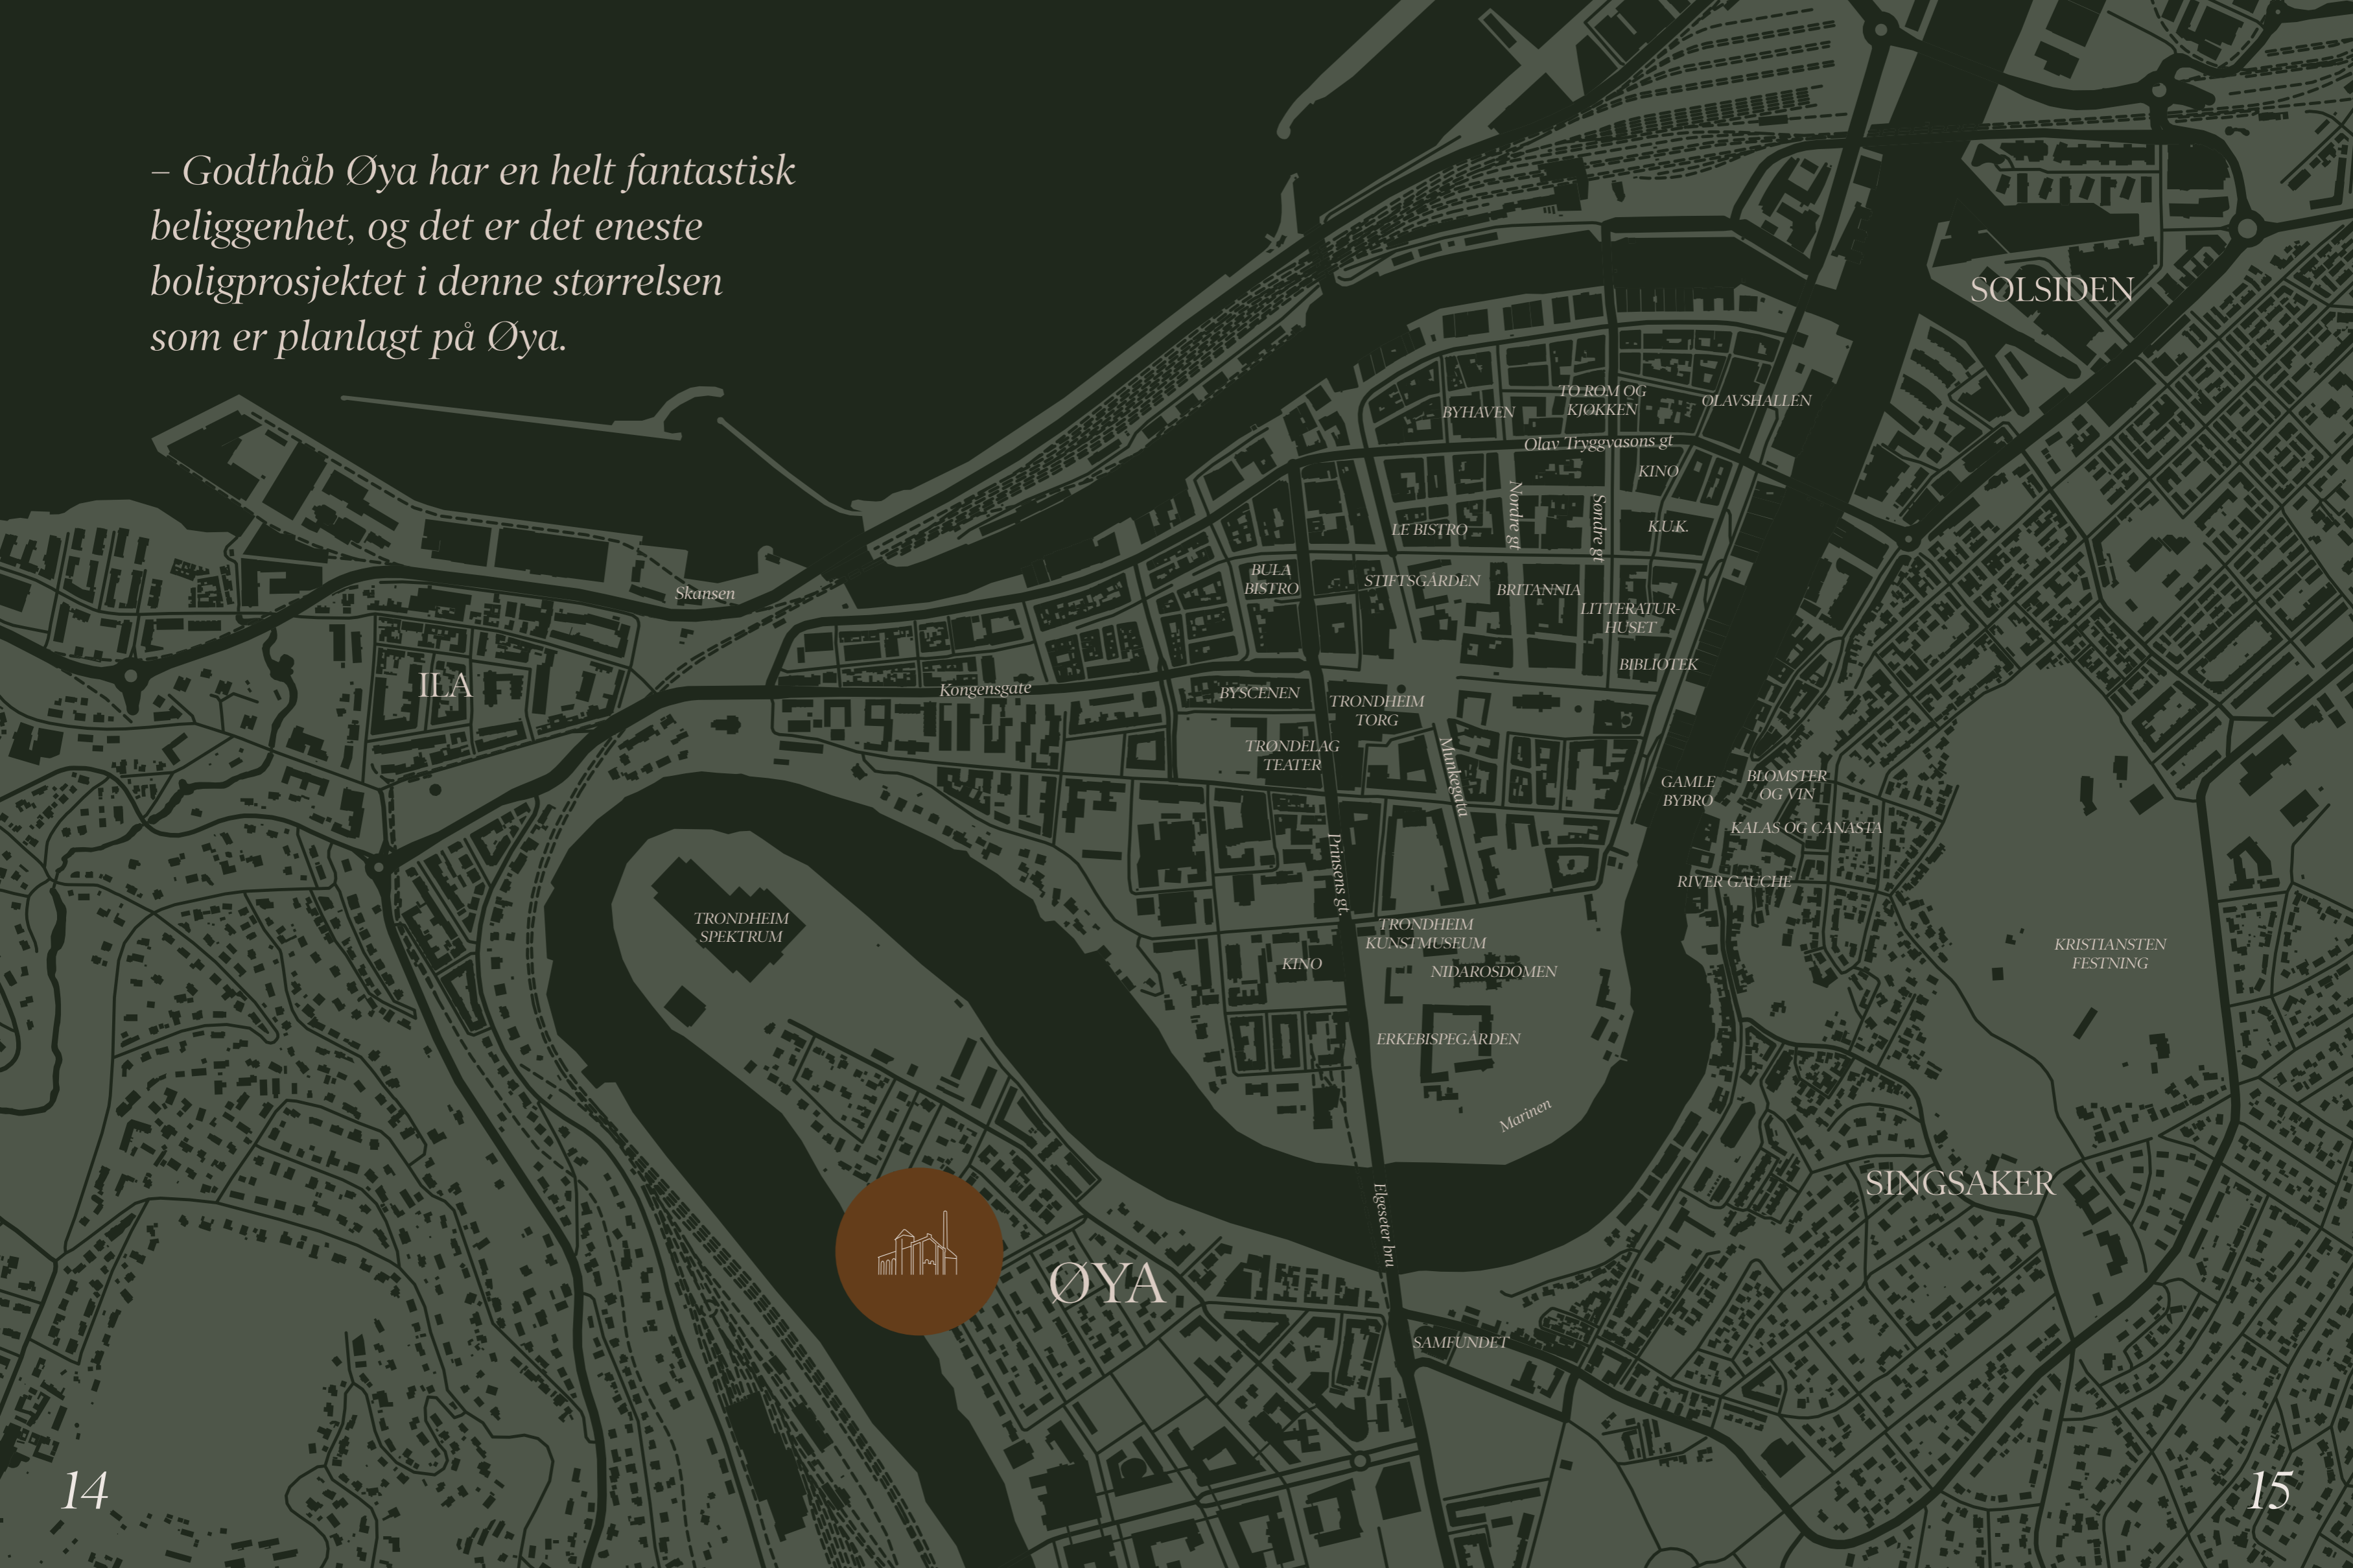 – Godthåb Øya har en helt fantastisk
beliggenhet, og det er det eneste
boligprosjektet i denne størrelsen
som er planlagt på Øya.
SOLSIDEN
TO ROM OG
KJØKKEN
BYHAVEN
OLAVSHALLEN
Olav Tryggvasons gt
KINO
Nordre gt
Søndre gt
LE BISTRO
K.U.K.
BULA
BISTRO
STIFTSGÅRDEN
BRITANNIA
Skansen
LITTERATUR-
HUSET
BIBLIOTEK
ILA
Kongensgate
BYSCENEN
TRONDHEIM
TORG
TRØNDELAG
TEATER
Munkegata
GAMLE
BYBRO
BLOMSTER
OG VIN
KALAS OG CANASTA
Prinsens gt.
RIVER GAUCHE
TRONDHEIM
SPEKTRUM
TRONDHEIM
KUNSTMUSEUM
KINO
NIDAROSDOMEN
KRISTIANSTEN
FESTNING
ERKEBISPEGÅRDEN
Marinen
SINGSAKER
Elgeseter bru
ØYA
SAMFUNDET
14
15